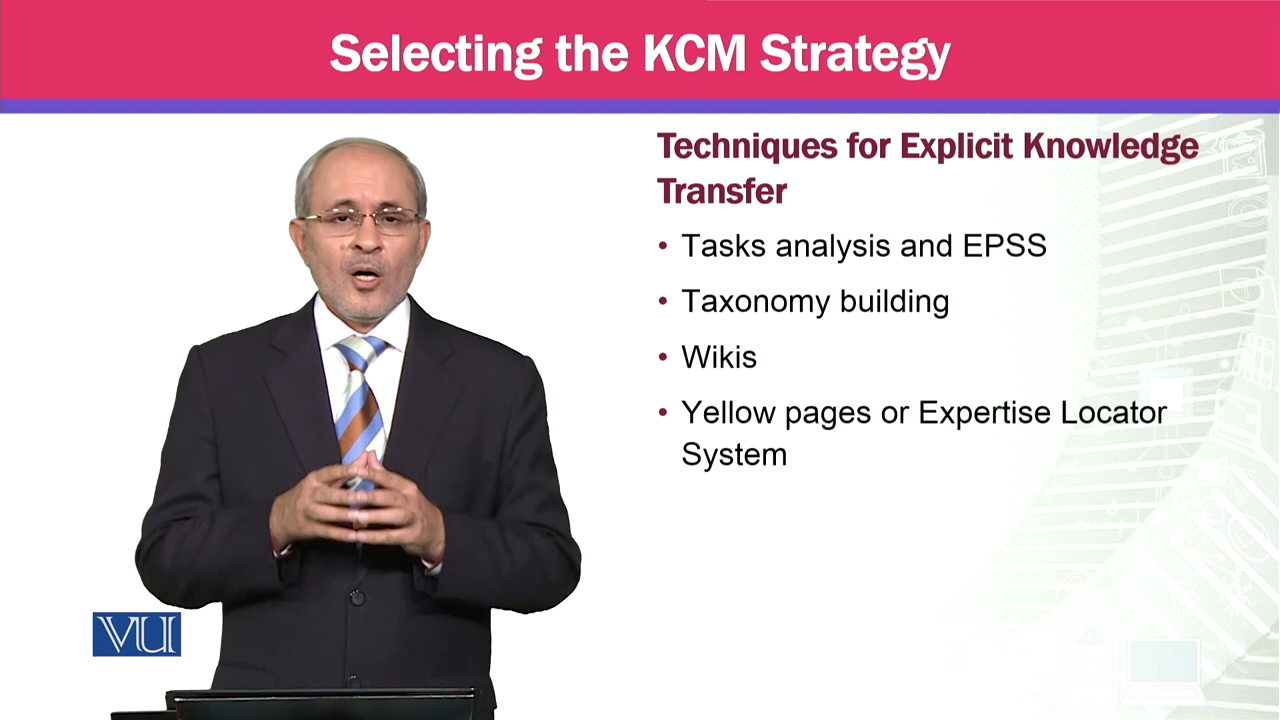 Selecting the KCM Strategy
Techniques for Explicit Knowledge
Transfer
• Tasks analysis and EPSS
• Taxonomy building
• Wikis
• Yellow pages or Expertise Locator
System
VU